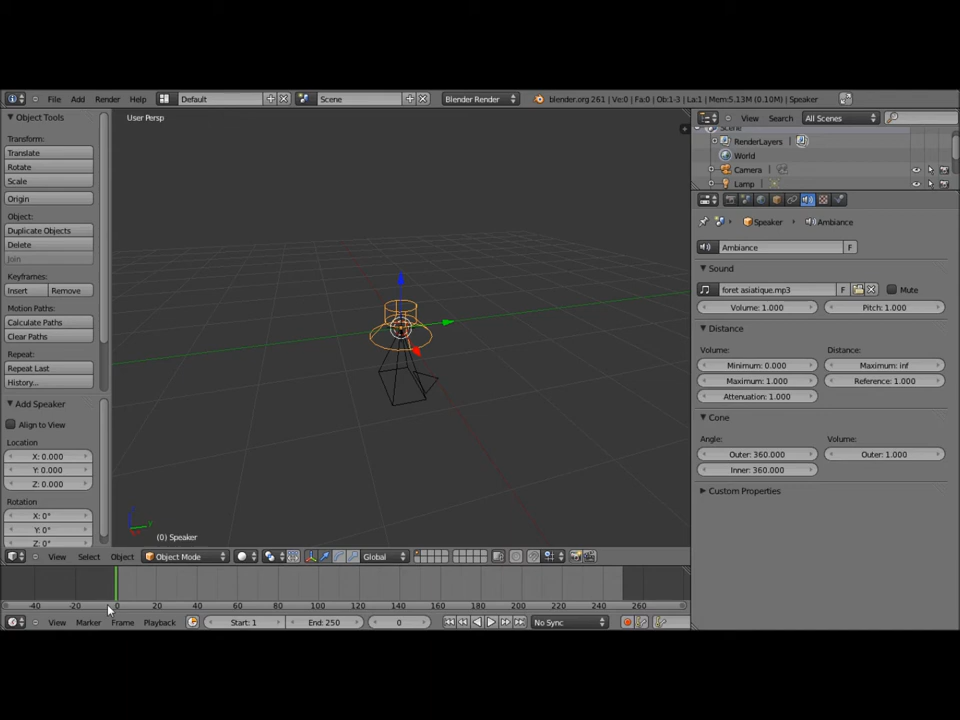 File Add Render Help Default Scene Blender Render blender.org 261 | Ve:0 | Fa:0 | Ob:1-3 | La:1 | Mem:5.13M (0.10M) | Speaker
Object Tools
User Persp
View Search All Scenes
Scene
RenderLayers
World
Camera
Lamp
Transform:
Translate
Rotate
Scale
Origin
Object:
Duplicate Objects
Delete
Join
Keyframes:
Insert Remove
Motion Paths:
Calculate Paths
Clear Paths
Repeat:
Repeat Last
History...
Add Speaker
Align to View
Location
X: 0.000
Y: 0.000
Z: 0.000
Rotation
X: 0°
Y: 0°
Z: 0°
Speaker Ambiance
Ambiance F
Sound
foret asiatique.mp3 F Mute
Volume: 1.000 Pitch: 1.000
Distance
Volume: Distance:
Minimum: 0.000 Maximum: inf
Maximum: 1.000 Reference: 1.000
Attenuation: 1.000
Cone
Angle: Volume:
Outer: 360.000 Outer: 1.000
Inner: 360.000
Custom Properties
(0) Speaker
View Select Object Object Mode Global
-40 -20 0 20 40 60 80 100 120 140 160 180 200 220 240 260
View Marker Frame Playback Start: 1 End: 250 0 No Sync